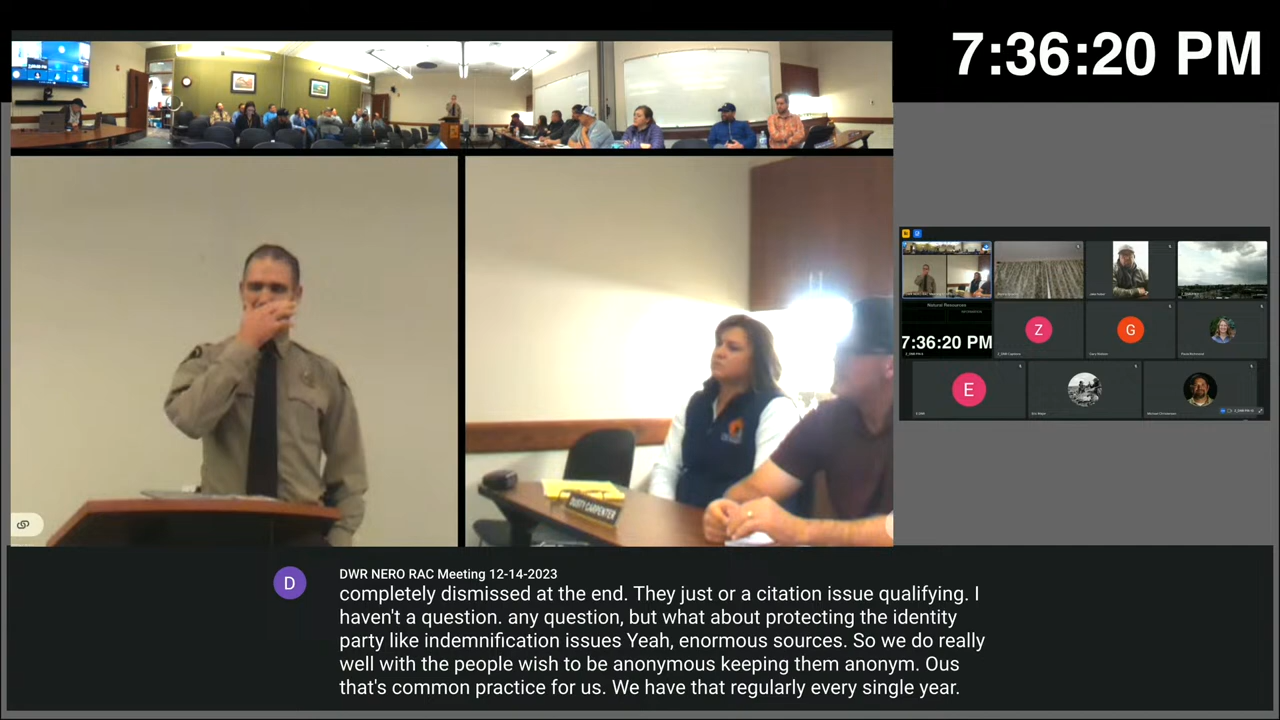 7:36:20 PM
DUSTY CARPENTER
Natural Resources
7:36:20 PM
Z
G
E
D
DWR NERO RAC Meeting 12-14-2023
completely dismissed at the end. They just or a citation issue qualifying. I
haven't a question. any question, but what about protecting the identity
party like indemnification issues Yeah, enormous sources. So we do really
well with the people wish to be anonymous keeping them anonym. Ous
that's common practice for us. We have that regularly every single year.